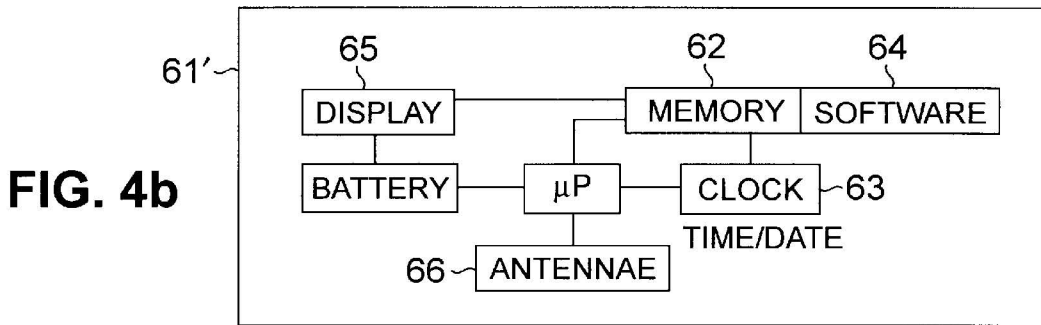 61′
65
62
64
DISPLAY
MEMORY
SOFTWARE
FIG. 4b
BATTERY
μP
CLOCK
63
TIME/DATE
66
ANTENNAE